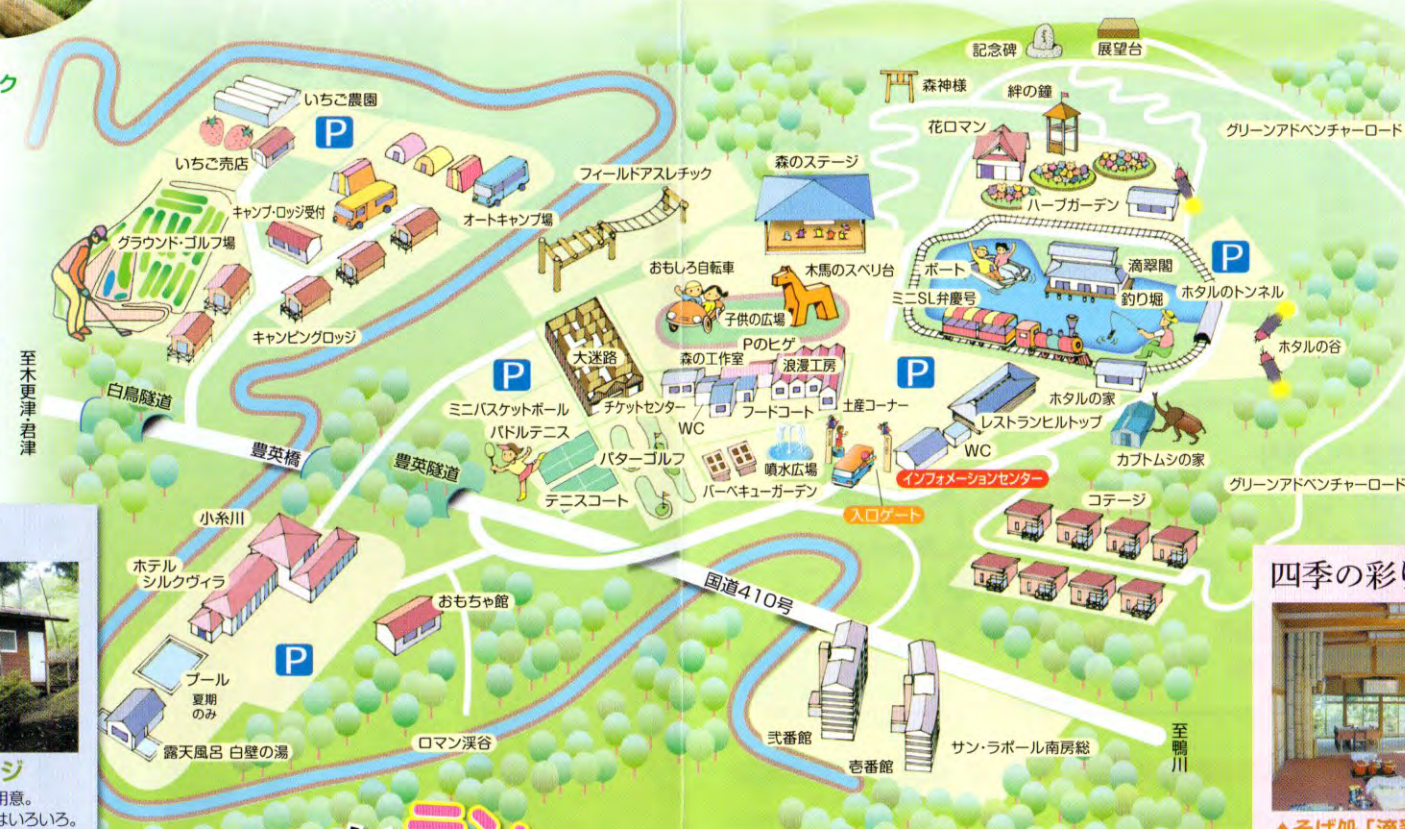 ク
いちご農園
P
いちご売店
キャンプ・ロッジ受付
オートキャンプ場
グラウンド・ゴルフ場
キャンピングロッジ
フィールドアスレチック
森のステージ
記念碑
展望台
森神様
絆の鐘
花ロマン
グリーンアドベンチャーロード
ハーブガーデン
おもしろ自転車
木馬のスベリ台
子供の広場
ボート
滴翠閣
P
ミニSL弁慶号
釣り堀
ホタルのトンネル
ホタルの谷
大迷路
Pのヒゲ
P
森の工作室
浪漫工房
P
チケットセンター
フードコート
土産コーナー
WC
ホタルの家
レストランヒルトップ
WC
カブトムシの家
ミニバスケットボール
パドルテニス
パターゴルフ
噴水広場
テニスコート
バーベキューガーデン
インフォメーションセンター
入口ゲート
グリーンアドベンチャーロード
コテージ
至木更津・君津
白鳥隧道
豊英橋
豊英隧道
小糸川
ホテル
シルクヴィラ
おもちゃ館
国道410号
P
プール
夏期
のみ
露天風呂 白壁の湯
ロマン渓谷
弐番館
壱番館
サン・ラポール南房総
至鴨川
ジ
用意。
はいろいろ。
四季の彩り
▲そば処「滴翠